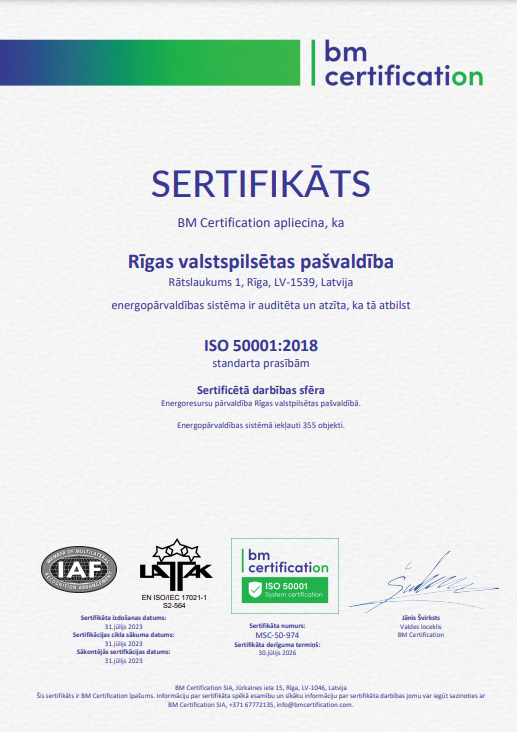 bm
certification
SERTIFIKĀTS
BM Certification apliecina, ka
Rīgas valstspilsētas pašvaldība
Rātslaukums 1, Rīga, LV-1539, Latvija
energopārvaldības sistēma ir auditēta un atzīta, ka tā atbilst
ISO 50001:2018
standarta prasībām
Sertificētā darbības sfēra
Energoresursu pārvaldība Rīgas valstpilsētas pašvaldībā.
Energopārvaldības sistēmā iekļauti 355 objekti.
MEMBER OF MULTILATERAL
IAF
RECOGNITION ARRANGEMENT
LATAK
EN ISO/IEC 17021-1
S2-564
bm
certification
ISO 50001
System certification
Sertifikāta izdošanas datums:
31.jūlijs 2023
Sertifikācijas cikla sākuma datums:
31.jūlijs 2023
Sākontējās sertifkācijas datums:
31.jūlijs 2023
Sertifikāta numurs:
MSC-50-974
Sertifikāta derīguma termiņš:
30.jūlijs 2026
Jānis Švirksts
Valdes loceklis
BM Certification
BM Certification SIA, Jūrkalnes iela 15, Rīga, LV-1046, Latvija
Šis sertifikāts ir BM Certification īpašums. Informāciju par sertifikāta spēkā esamību un sīkāku informāciju par sertifikāta darbības jomu var iegūt sazinoties ar
BM Certification SIA, +371 67772135, info@bmcertification.com.